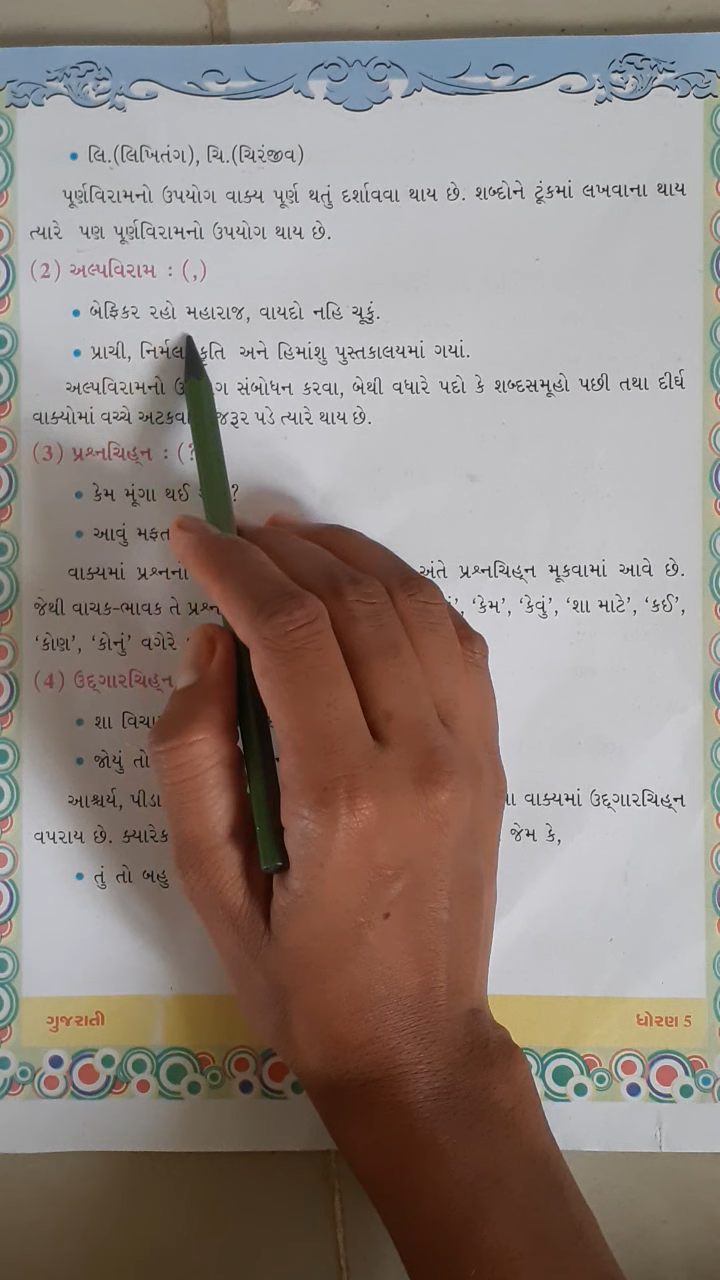 • લિ.(લિખિતંગ), ચિ.(ચિરંજીવ)
પૂર્ણવિરામનો ઉપયોગ વાક્ય પૂર્ણ થતું દર્શાવવા થાય છે. શબ્દોને ટૂંકમાં લખવાના થાય
ત્યારે પણ પૂર્ણવિરામનો ઉપયોગ થાય છે.
(2) અલ્પવિરામ : (,)
• બેફિકર રહો મહારાજ, વાયદો નહિ ચૂકું.
• પ્રાચી, નિર્મલ અને હિમાંશુ પુસ્તકાલયમાં ગયાં.
અલ્પવિરામનો સંબોધન કરવા, બેથી વધારે પદો કે શબ્દસમૂહો પછી તથા દીર્ઘ
વાક્યોમાં વચ્ચે જરૂર પડે ત્યારે થાય છે.
(3) પ્રશ્નચિહ્ન : (?
• કેમ મૂંગા થઈ ?
• આવું મફત
વાક્યમાં પ્રશ્નનો અંતે પ્રશ્નચિહ્ન મૂકવામાં આવે છે.
જેથી વાચક-ભાવક તે 'કેમ', 'કેવું', 'શા માટે', 'કઈ',
'કોણ', 'કોનું' વગેરે
(4) ઉદ્ગારચિહ્ન
• શા
• જોયું તો
આશ્ચર્ય, પીડા વાક્યમાં ઉદ્ગારચિહ્ન
વપરાય છે. ક્યારેક જેમ કે,
• તું તો બહુ
ગુજરાતી
ધોરણ 5